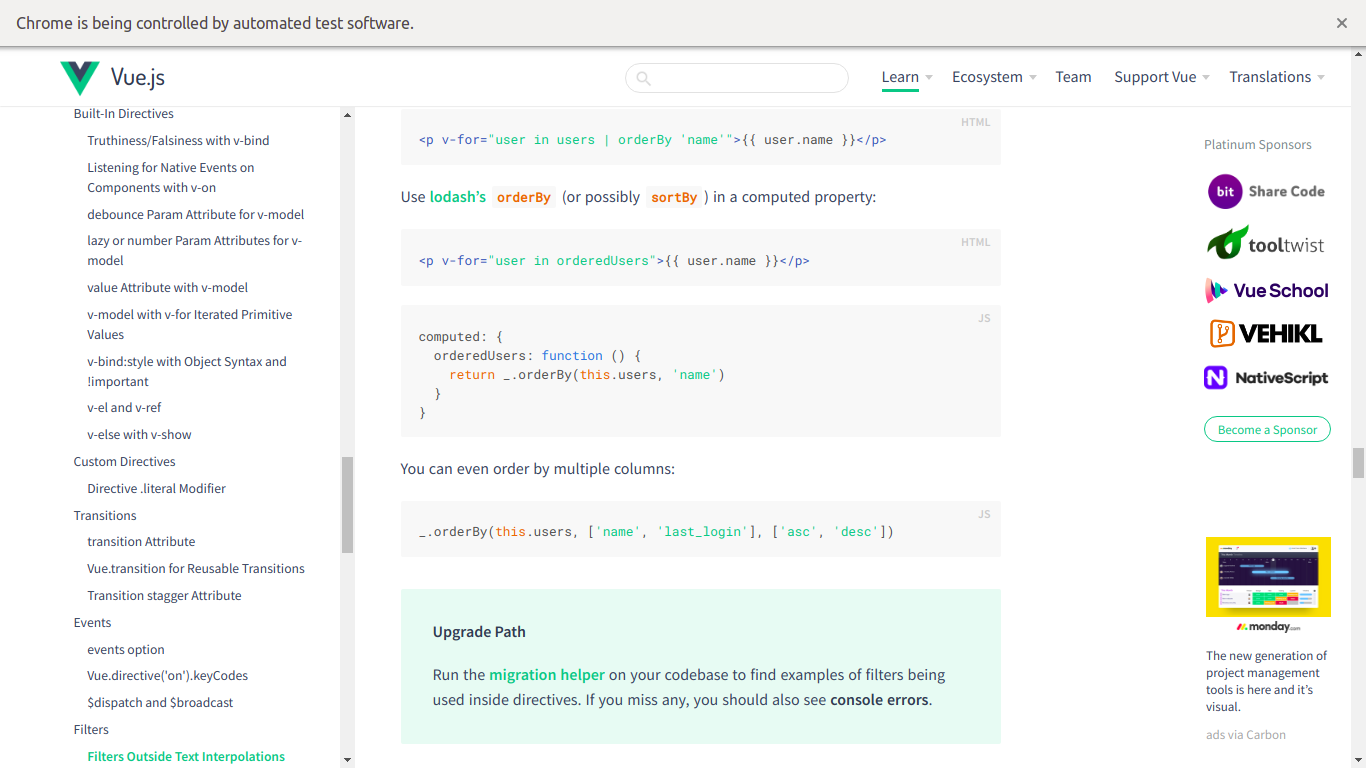 Chrome is being controlled by automated test software.
Vue.js
Learn
Ecosystem
Team
Support Vue
Translations
Built-In Directives
Truthiness/Falsiness with v-bind
Listening for Native Events on
Components with v-on
debounce Param Attribute for v-model
lazy or number Param Attributes for v-
model
value Attribute with v-model
v-model with v-for Iterated Primitive
Values
v-bind:style with Object Syntax and
!important
v-el and v-ref
v-else with v-show
Custom Directives
Directive .literal Modifier
Transitions
transition Attribute
Vue.transition for Reusable Transitions
Transition stagger Attribute
Events
events option
Vue.directive('on').keyCodes
$dispatch and $broadcast
Filters
Filters Outside Text Interpolations
HTML
<p v-for="user in users | orderBy 'name'">{{ user.name }}</p>
Use lodash's orderBy (or possibly sortBy ) in a computed property:
HTML
<p v-for="user in orderedUsers">{{ user.name }}</p>
JS
computed: {
orderedUsers: function () {
return _.orderBy(this.users, 'name')
}
}
You can even order by multiple columns:
JS
_.orderBy(this.users, ['name', 'last_login'], ['asc', 'desc'])
Upgrade Path
Run the migration helper on your codebase to find examples of filters being
used inside directives. If you miss any, you should also see console errors.
Platinum Sponsors
bit Share Code
tooltwist
Vue School
VEHIKL
NativeScript
Become a Sponsor
monday.com
The new generation of
project management
tools is here and it's
visual.
ads via Carbon